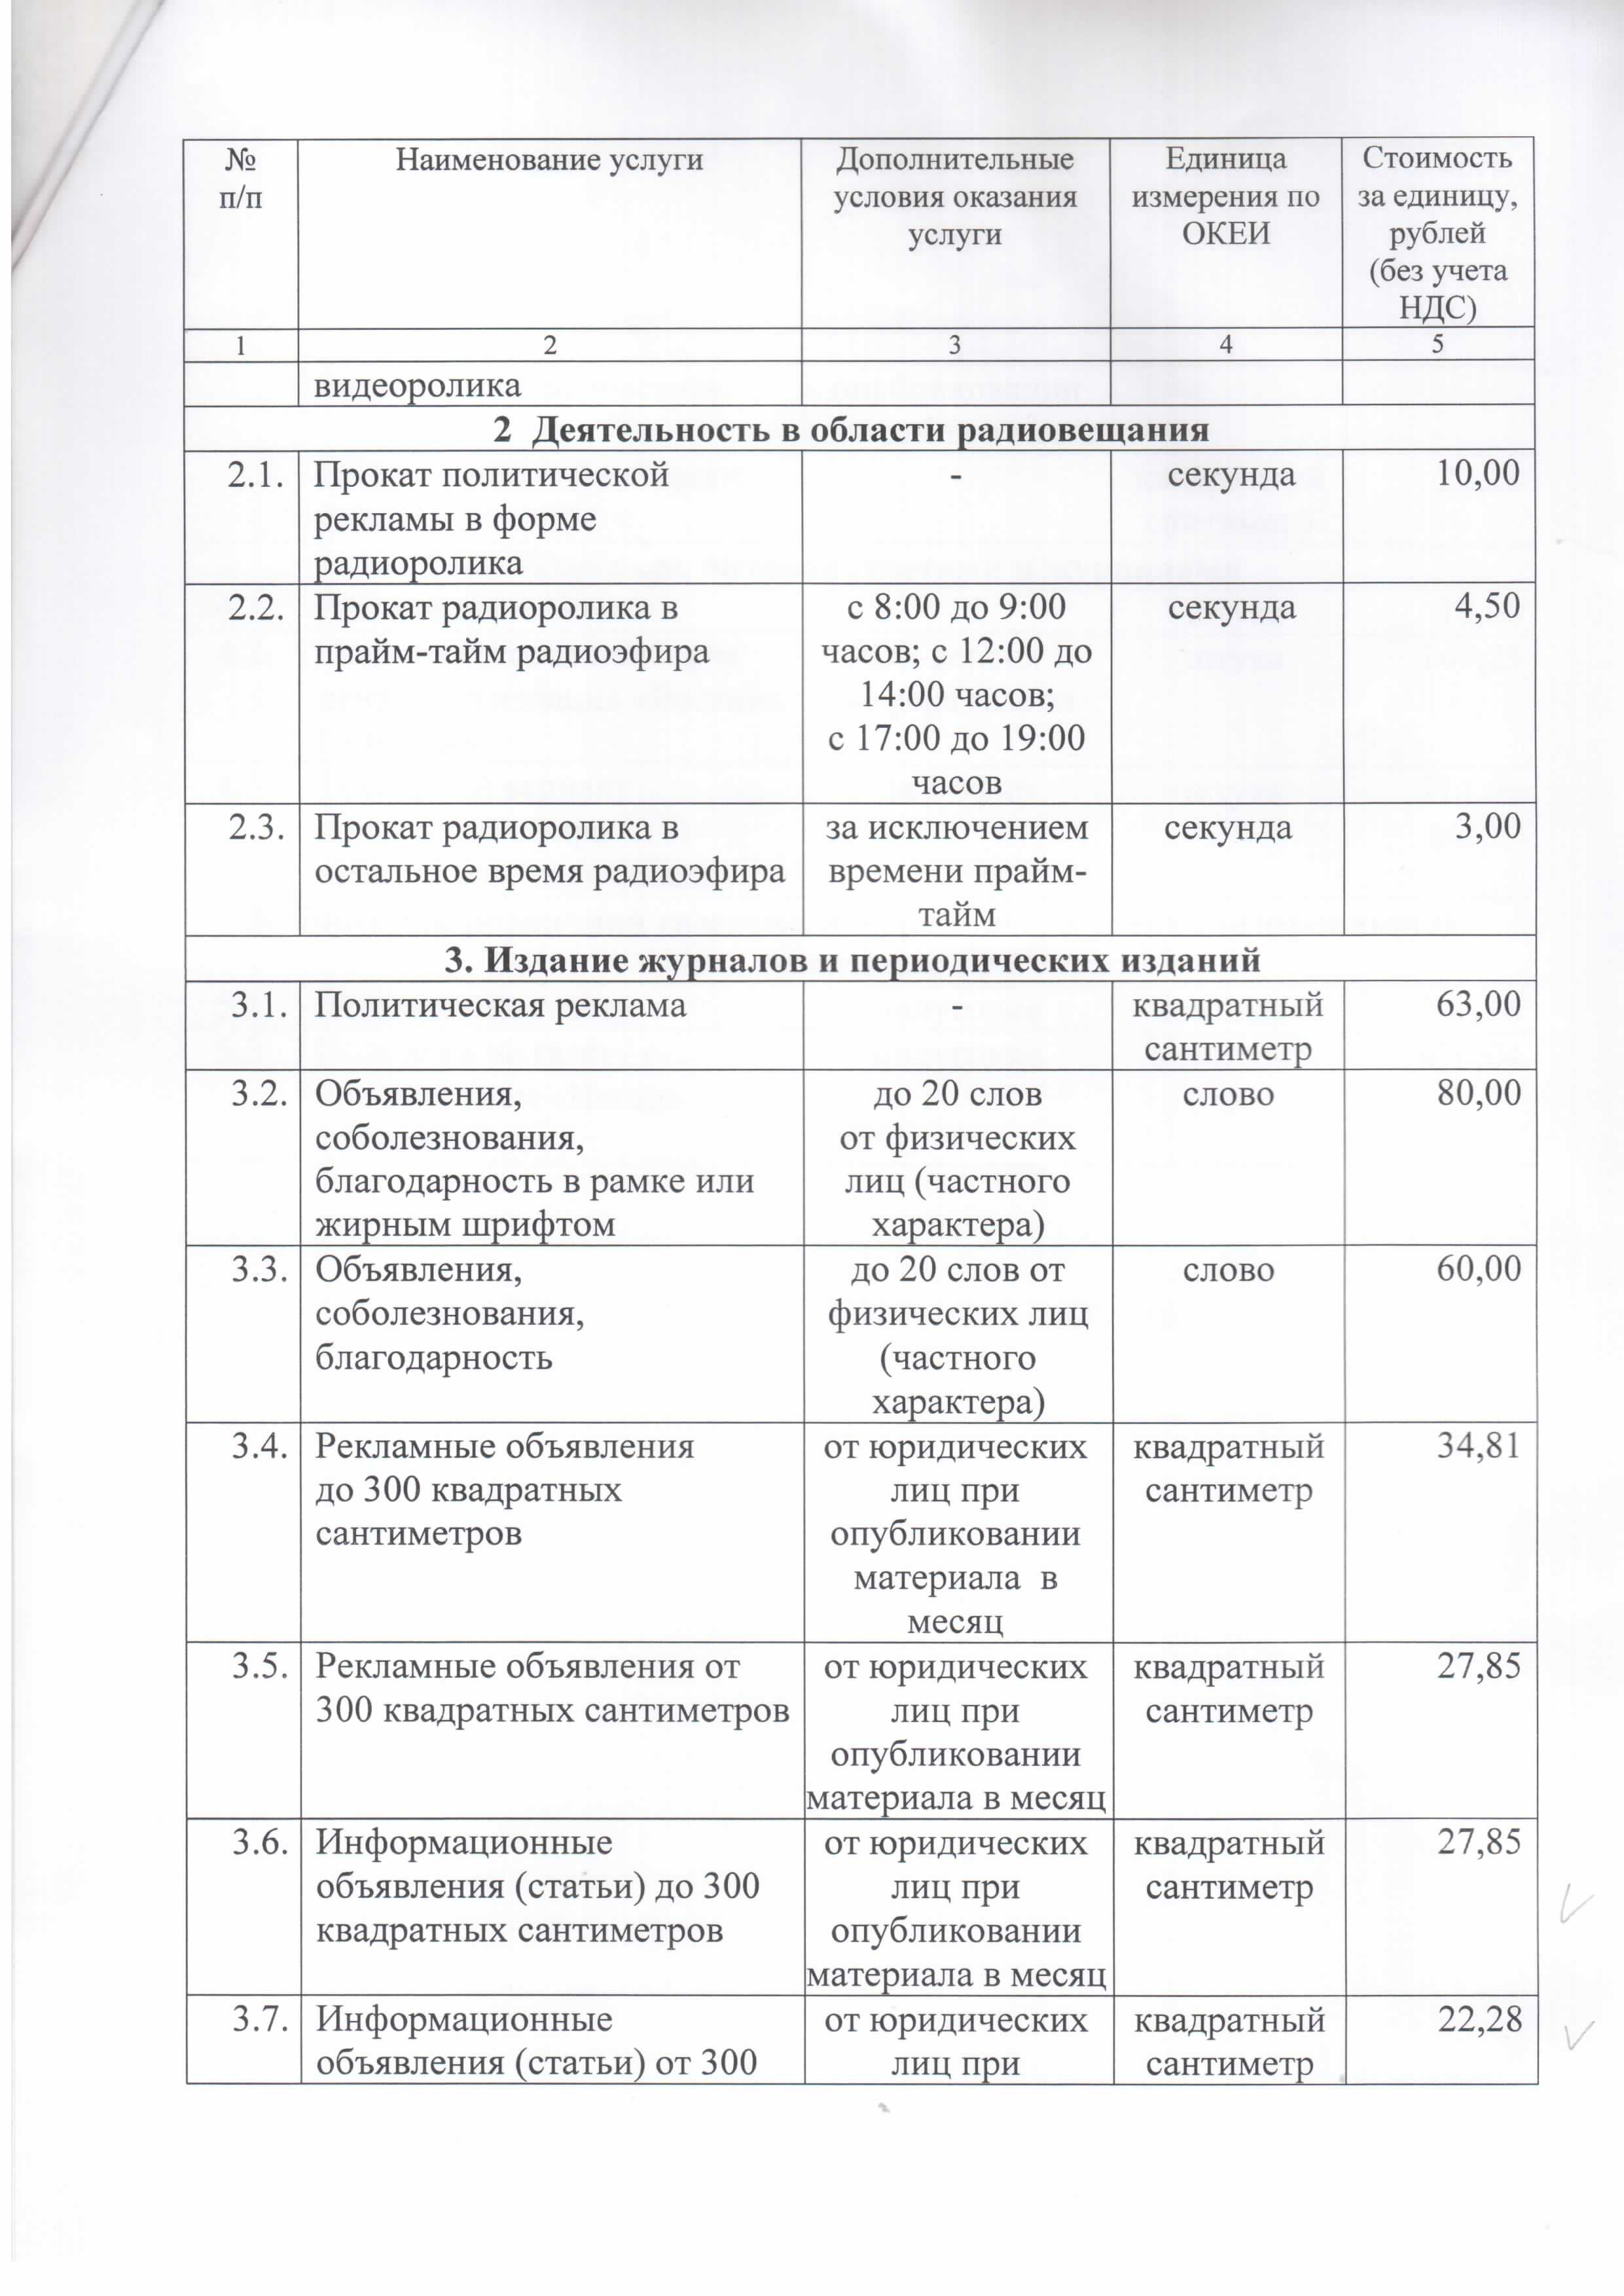 №
п/п
Наименование услуги
Дополнительные
условия оказания
услуги
Единица
измерения по
ОКЕИ
Стоимость
за единицу,
рублей
(без учета
НДС)
1
2
3
4
5
видеоролика
2 Деятельность в области радиовещания
2.1.
Прокат политической
рекламы в форме
радиоролика
-
секунда
10,00
2.2.
Прокат радиоролика в
прайм-тайм радиоэфира
с 8:00 до 9:00
часов; с 12:00 до
14:00 часов;
с 17:00 до 19:00
часов
секунда
4,50
2.3.
Прокат радиоролика в
остальное время радиоэфира
за исключением
времени прайм-
тайм
секунда
3,00
3. Издание журналов и периодических изданий
3.1.
Политическая реклама
-
квадратный
сантиметр
63,00
3.2.
Объявления,
соболезнования,
благодарность в рамке или
жирным шрифтом
до 20 слов
от физических
лиц (частного
характера)
слово
80,00
3.3.
Объявления,
соболезнования,
благодарность
до 20 слов от
физических лиц
(частного
характера)
слово
60,00
3.4.
Рекламные объявления
до 300 квадратных
сантиметров
от юридических
лиц при
опубликовании
материала в
месяц
квадратный
сантиметр
34,81
3.5.
Рекламные объявления от
300 квадратных сантиметров
от юридических
лиц при
опубликовании
материала в месяц
квадратный
сантиметр
27,85
3.6.
Информационные
объявления (статьи) до 300
квадратных сантиметров
от юридических
лиц при
опубликовании
материала в месяц
квадратный
сантиметр
27,85
3.7.
Информационные
объявления (статьи) от 300
от юридических
лиц при
квадратный
сантиметр
22,28